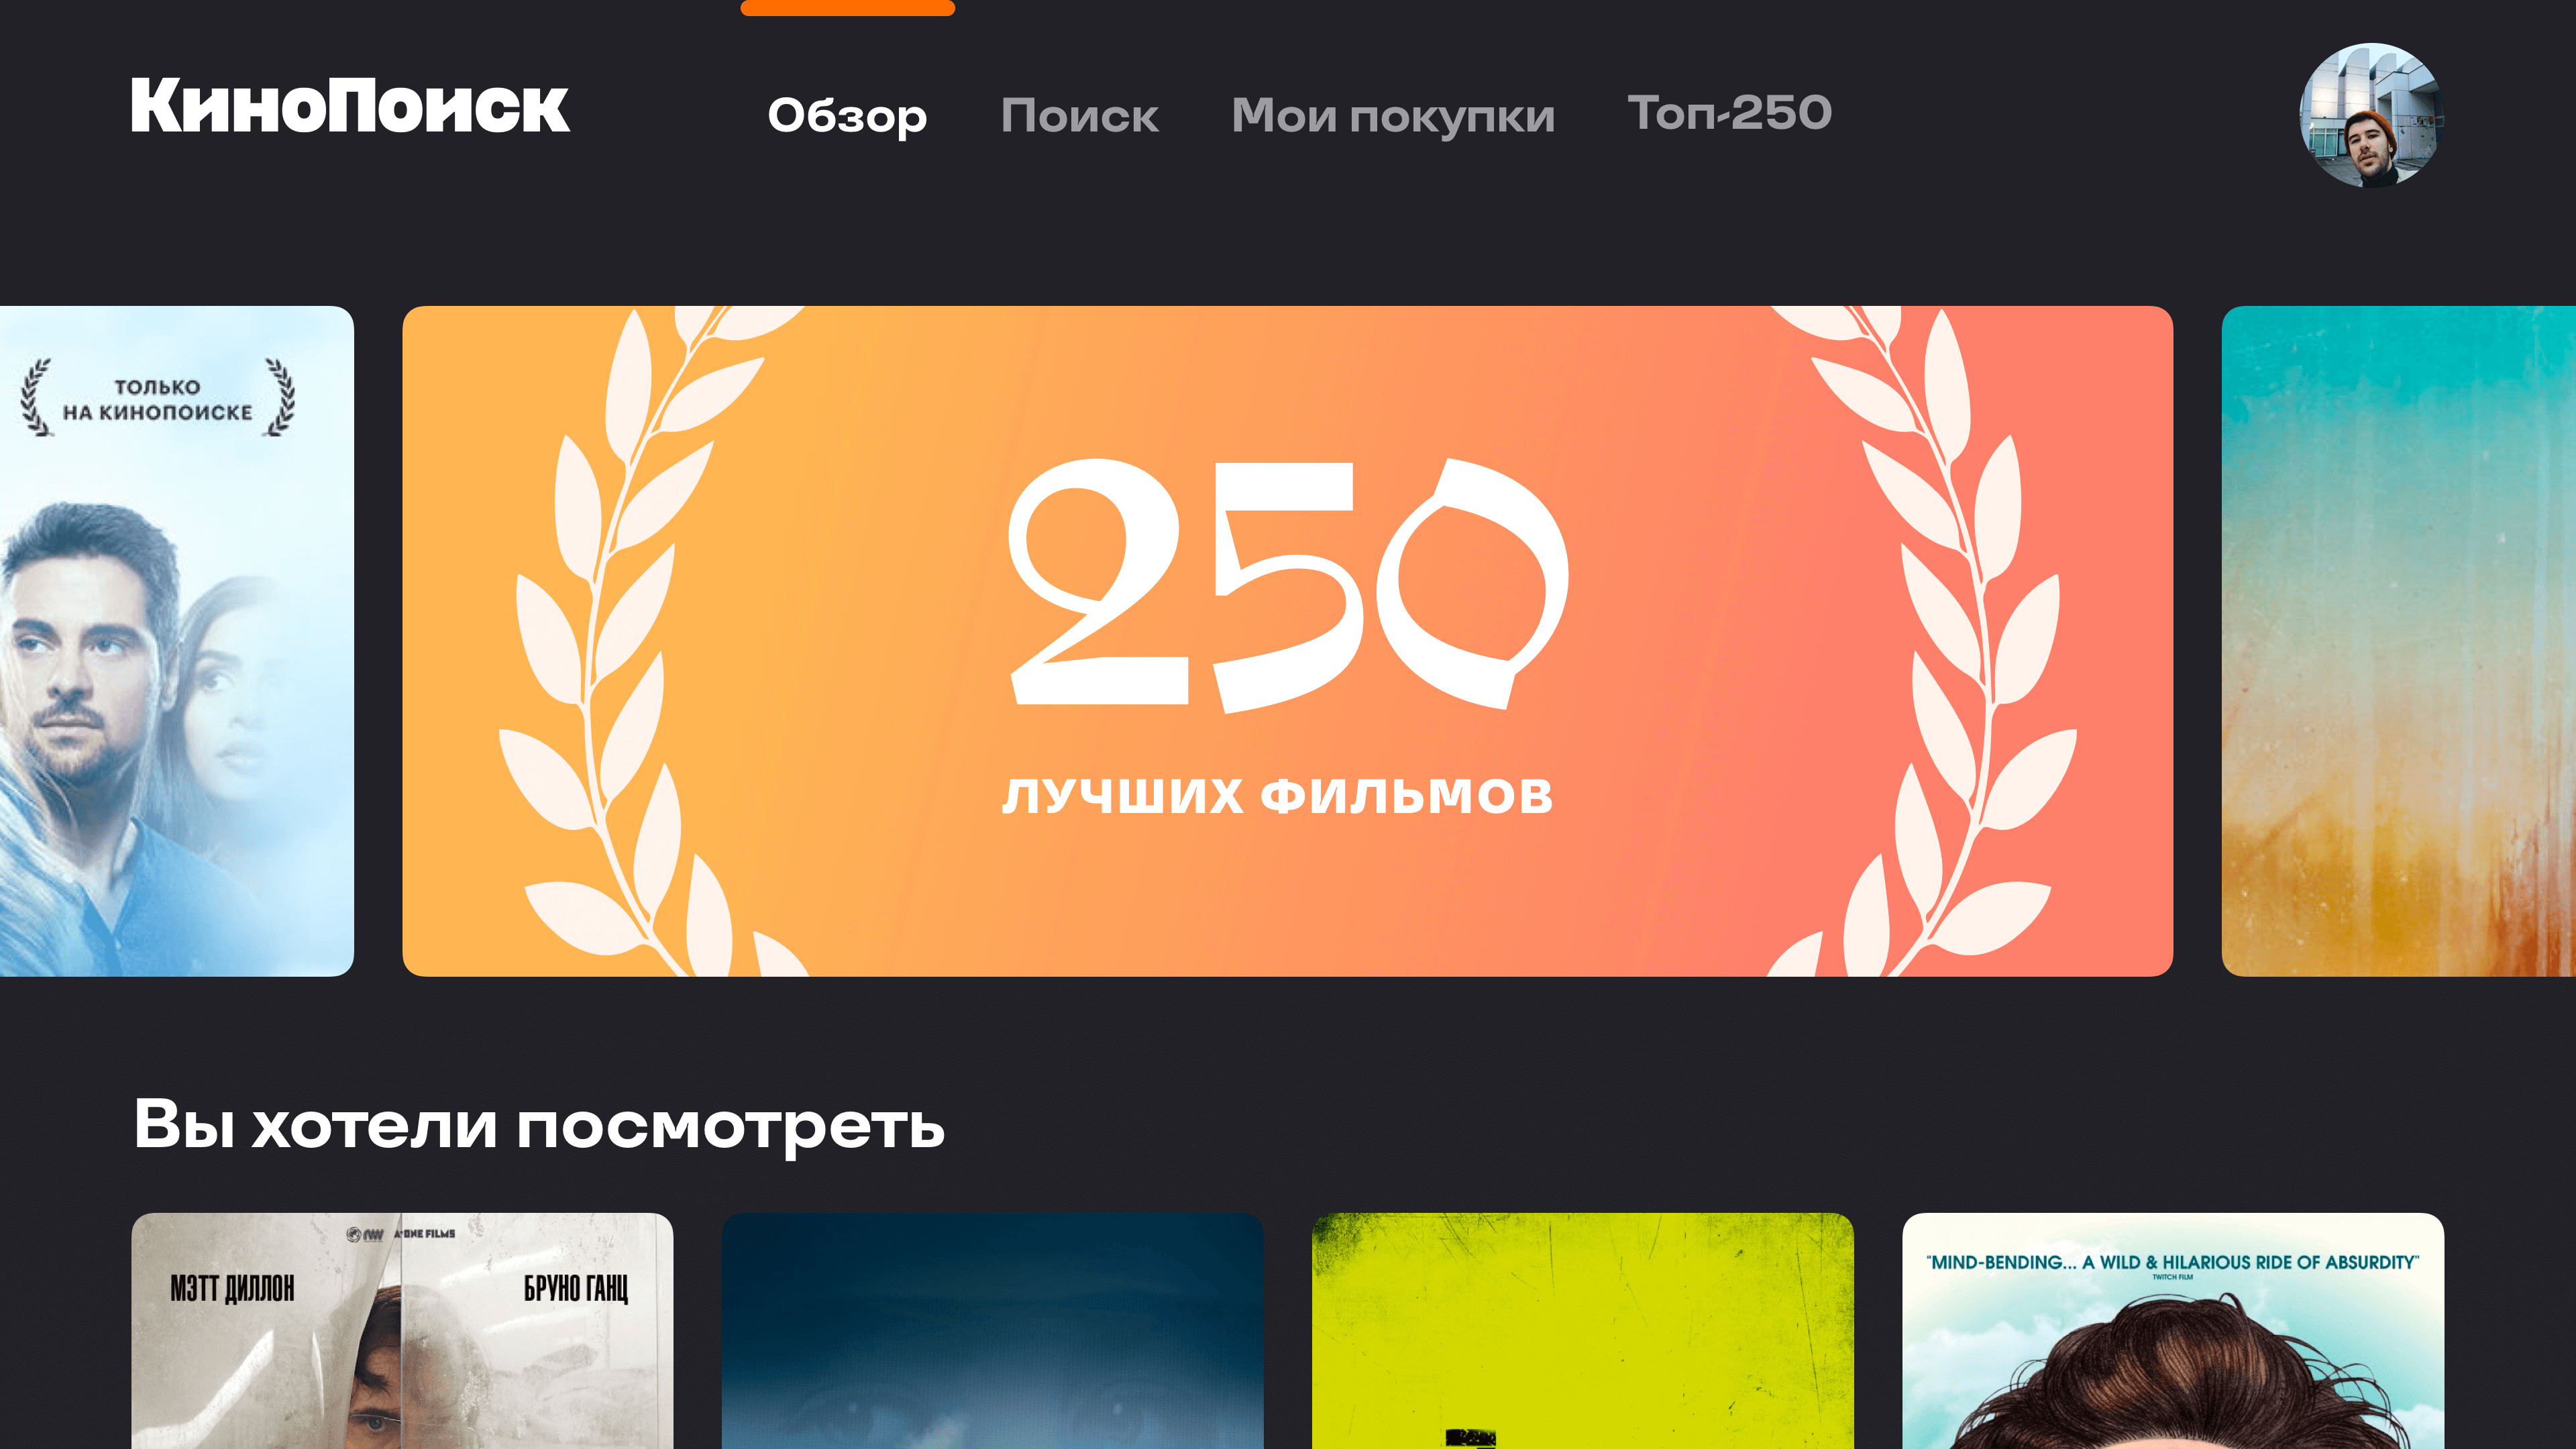 КиноПоиск
Обзор
Поиск
Мои покупки
Топ-250
ТОЛЬКО
НА КИНОПОИСКЕ
250
ЛУЧШИХ ФИЛЬМОВ
Вы хотели посмотреть
A-ONE FILMS
МЭТТ ДИЛЛОН
БРУНО ГАНЦ
“MIND-BENDING... A WILD & HILARIOUS RIDE OF ABSURDITY”
TWITCH FILM